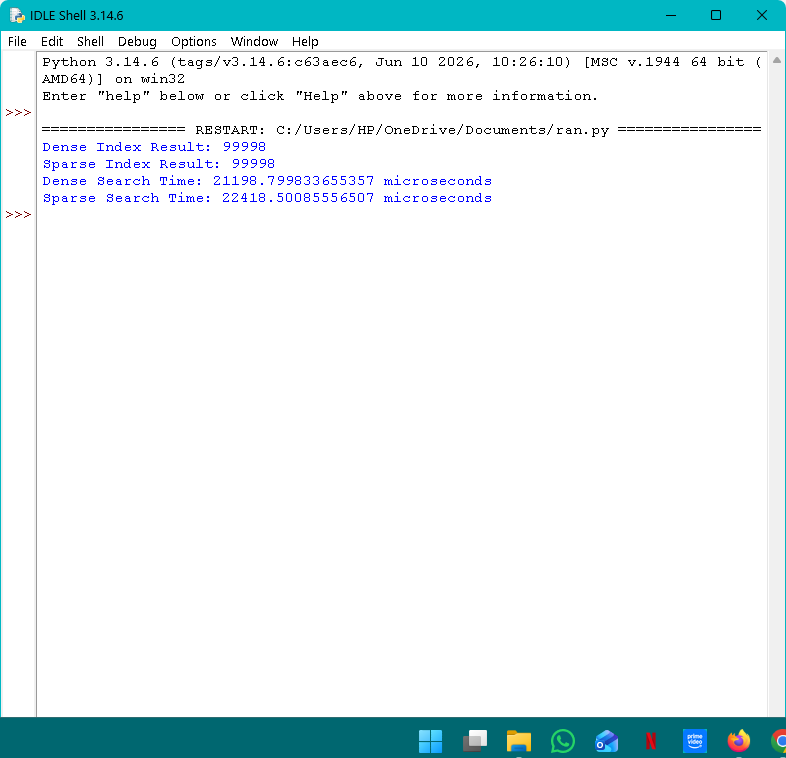 IDLE Shell 3.14.6
File Edit Shell Debug Options Window Help
Python 3.14.6 (tags/v3.14.6:c63aec6, Jun 10 2026, 10:26:10) [MSC v.1944 64 bit (
AMD64)] on win32
Enter "help" below or click "Help" above for more information.
>>>
================ RESTART: C:/Users/HP/OneDrive/Documents/ran.py ================
Dense Index Result: 99998
Sparse Index Result: 99998
Dense Search Time: 21198.799833655357 microseconds
Sparse Search Time: 22418.50085556507 microseconds
>>>
prime
video